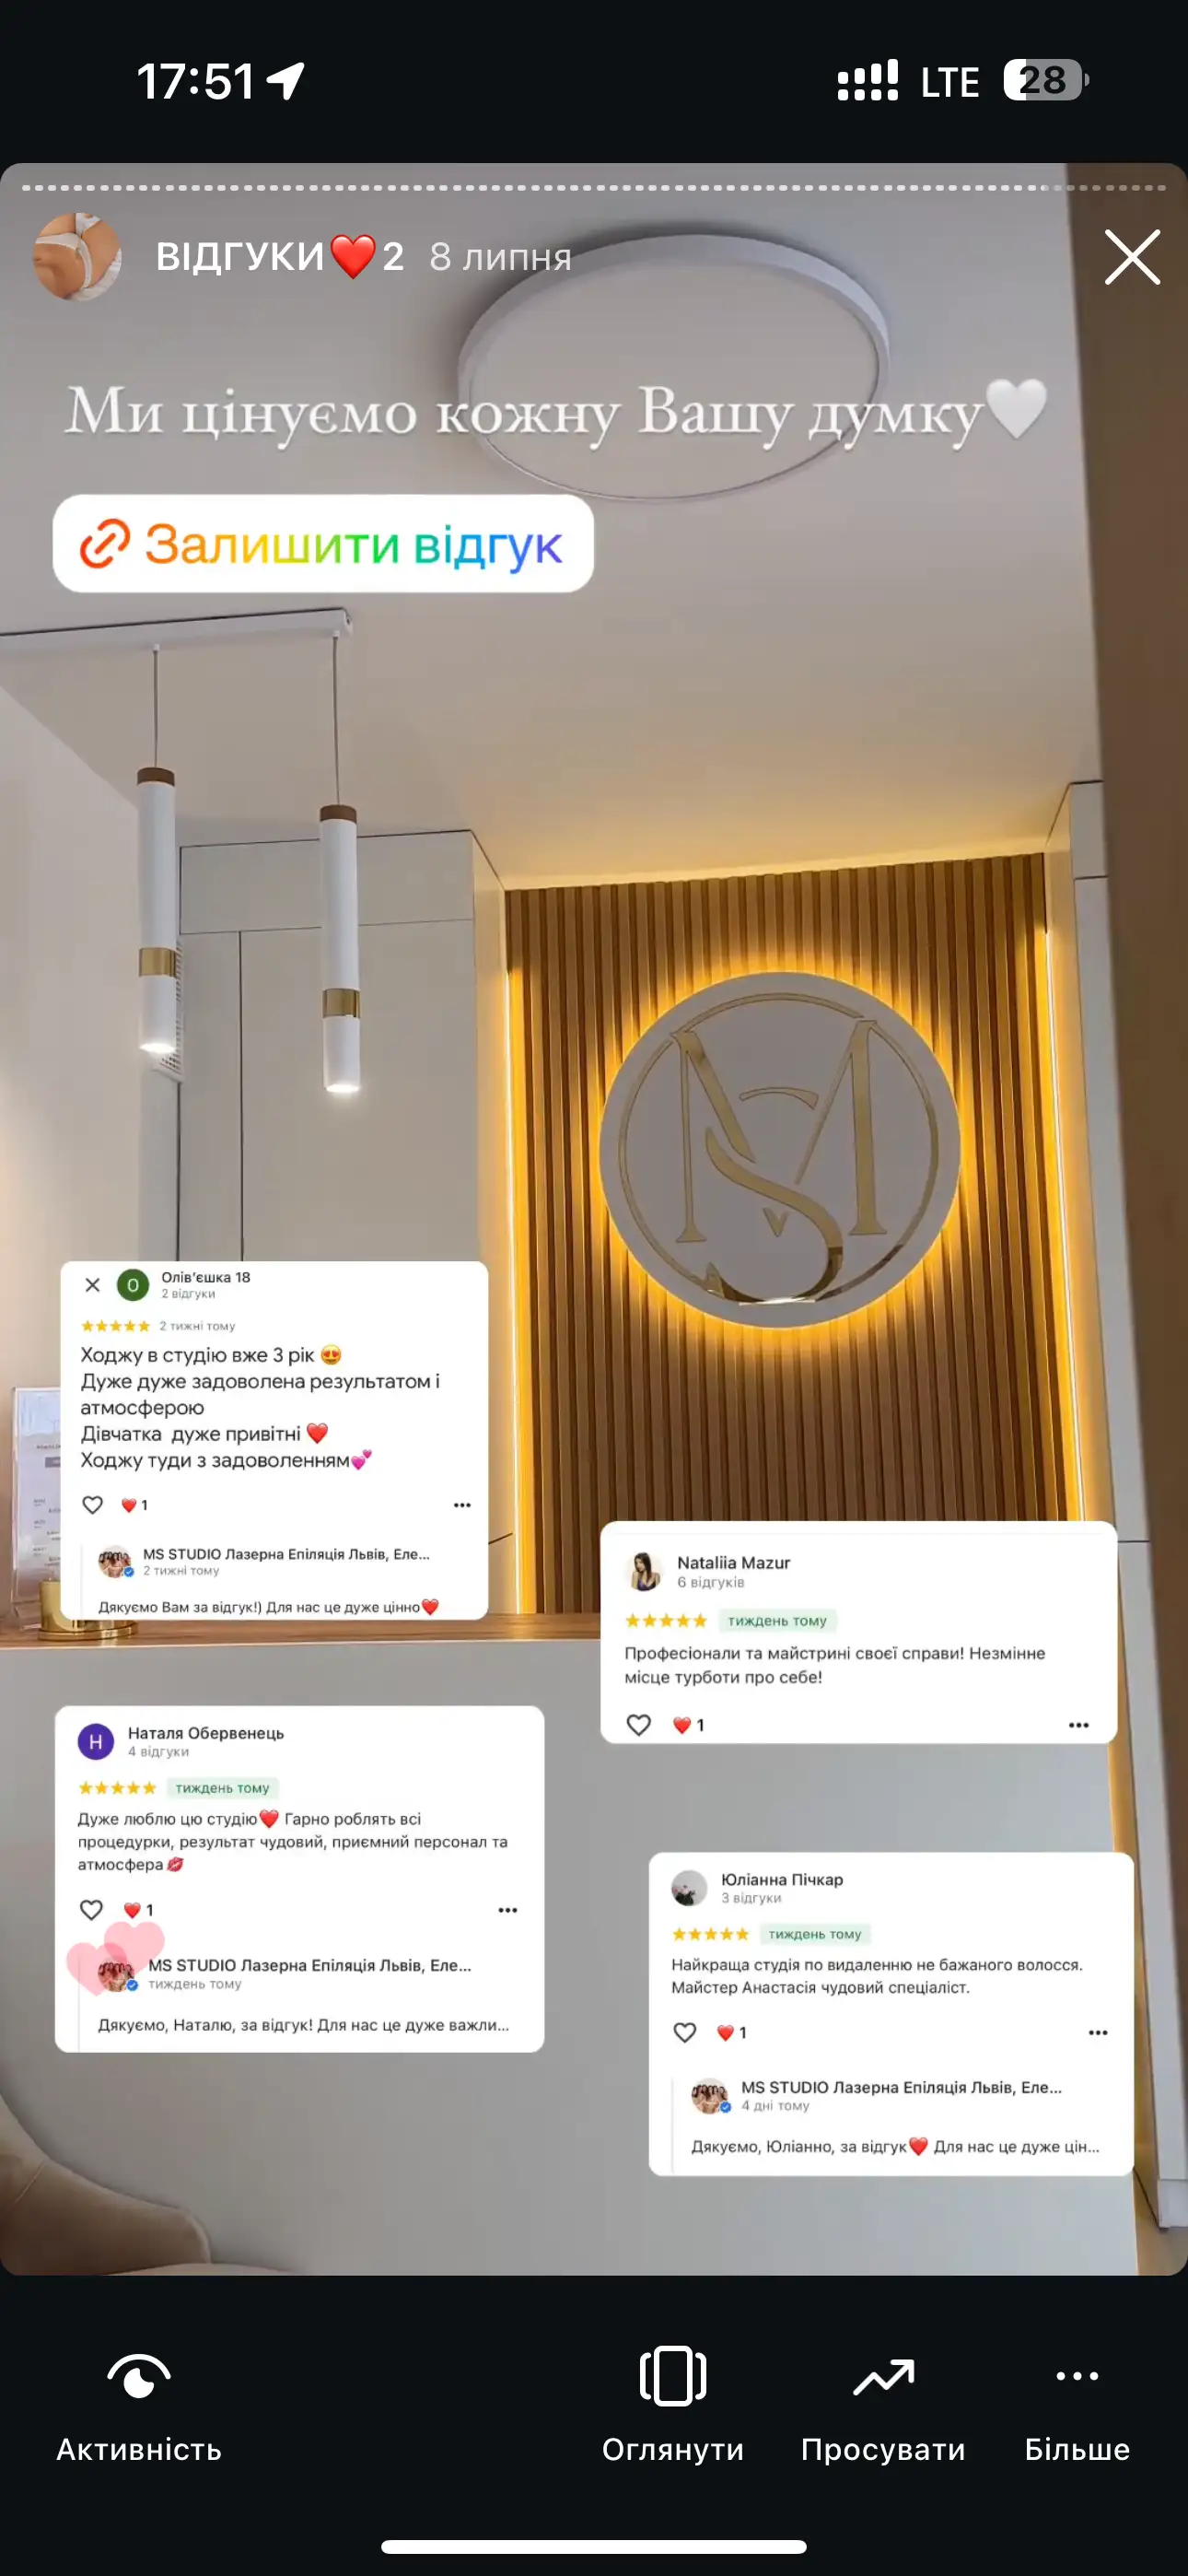 17:51
LTE
28
ВІДГУКИ❤️2 8 липня
Ми цінуємо кожну Вашу думку🤍
Залишити відгук
MS
О
Олів'єшка 18
2 відгуки
★★★★★ 2 тижні тому
Ходжу в студію вже 3 рік 😍
Дуже дуже задоволена результатом і
атмосферою
Дівчатка дуже привітні ❤️
Ходжу туди з задоволенням💕
❤️ 1
MS STUDIO Лазерна Епіляція Львів, Еле...
2 тижні тому
Дякуємо Вам за відгук!) Для нас це дуже цінно❤️
Nataliia Mazur
6 відгуків
★★★★★ тиждень тому
Професіонали та майстрині своєї справи! Незмінне
місце турботи про себе!
❤️ 1
Н
Наталя Обервенець
4 відгуки
★★★★★ тиждень тому
Дуже люблю цю студію❤️ Гарно роблять всі
процедурки, результат чудовий, приємний персонал та
атмосфера💋
❤️ 1
MS STUDIO Лазерна Епіляція Львів, Еле...
тиждень тому
Дякуємо, Наталю, за відгук! Для нас це дуже важли...
Юліанна Пічкар
3 відгуки
★★★★★ тиждень тому
Найкраща студія по видаленню не бажаного волосся.
Майстер Анастасія чудовий спеціаліст.
❤️ 1
MS STUDIO Лазерна Епіляція Львів, Еле...
4 дні тому
Дякуємо, Юліанно, за відгук❤️ Для нас це дуже цін...
Активність
Оглянути
Просувати
Більше